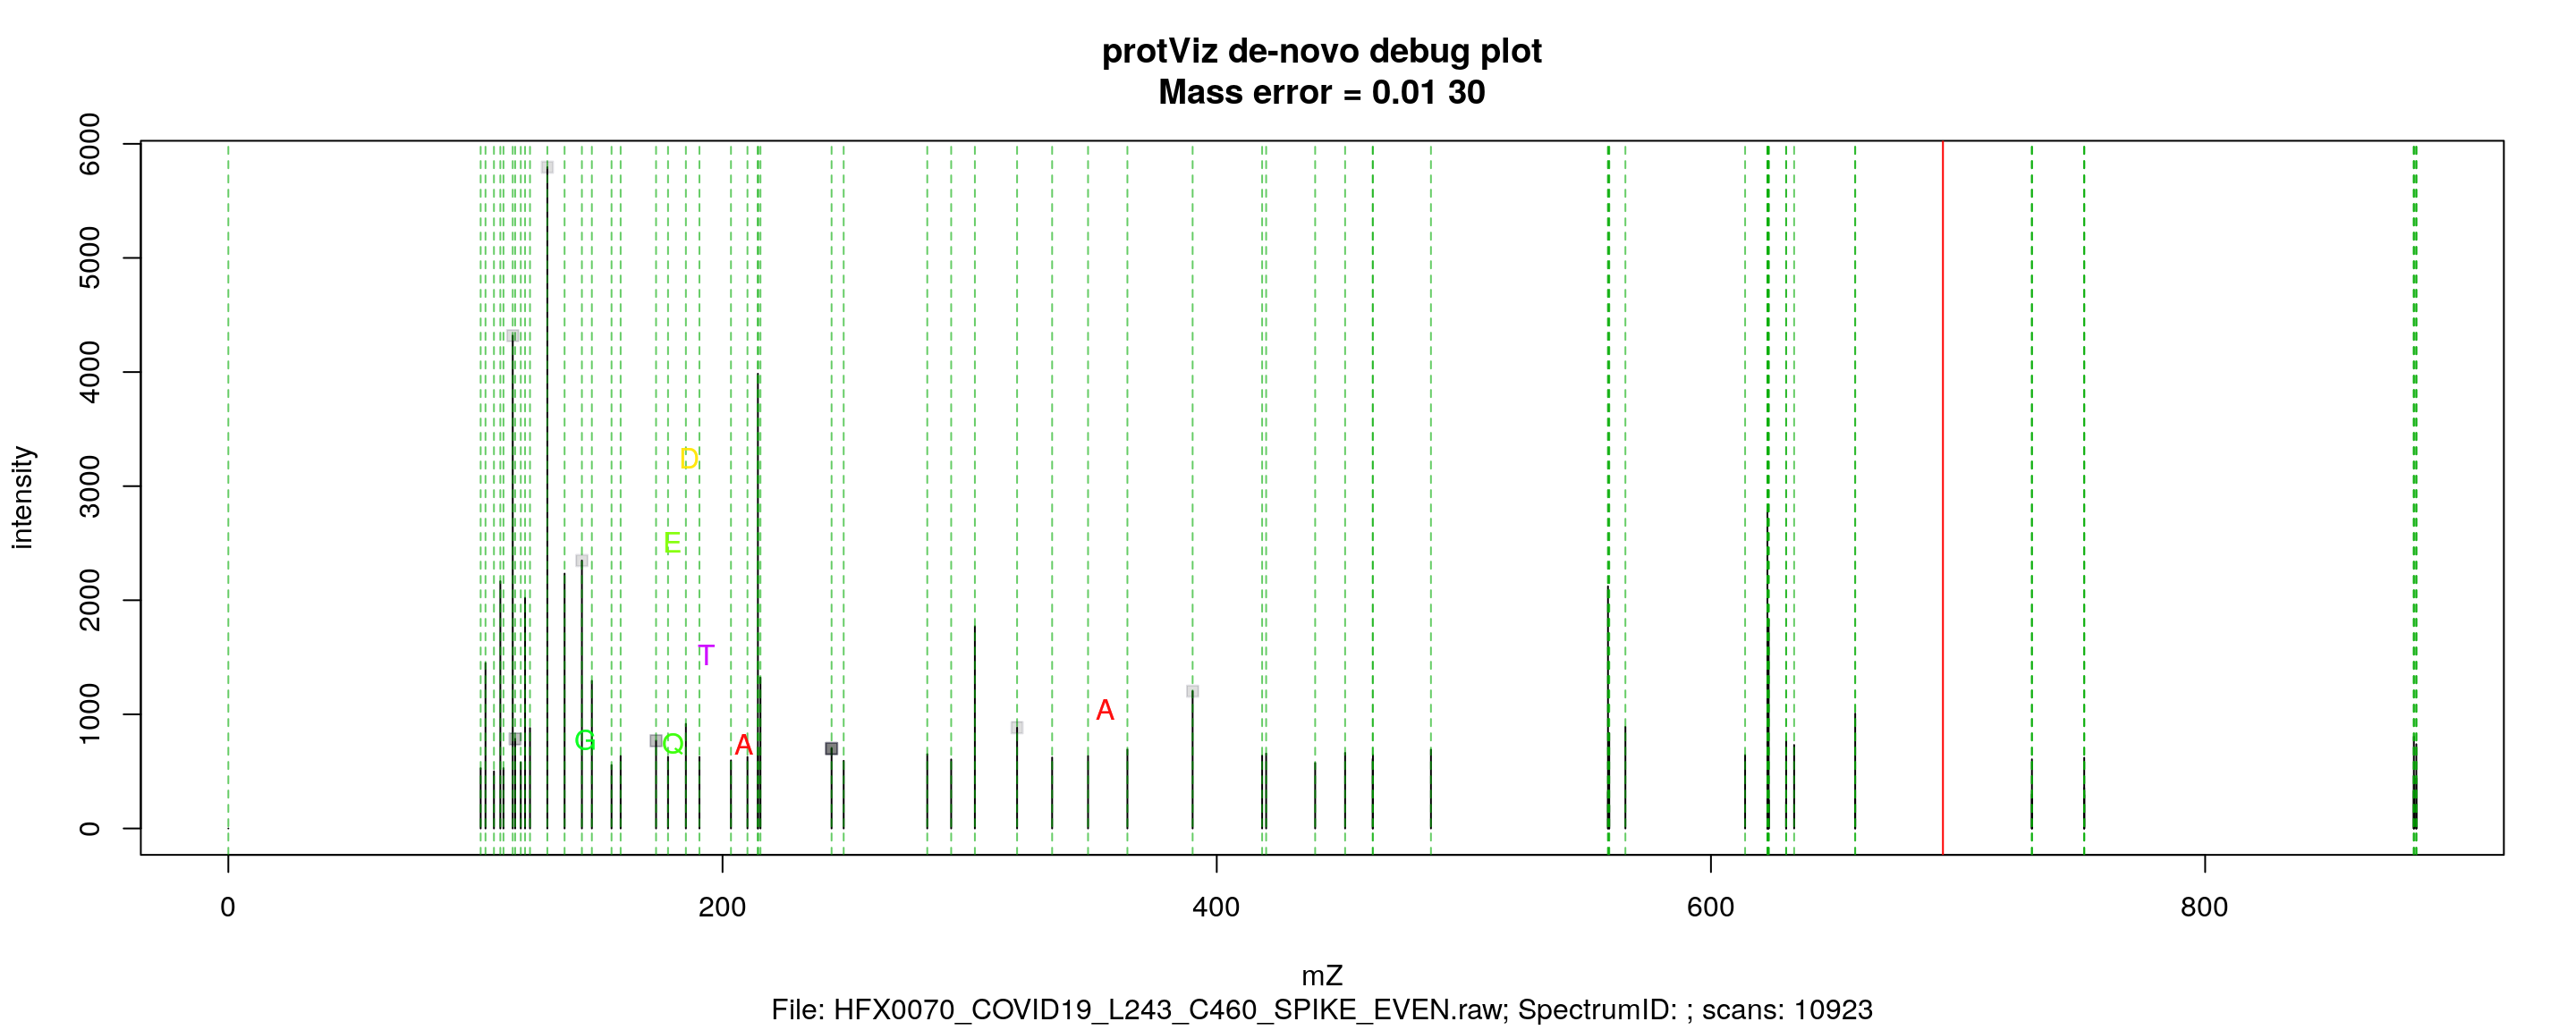 protViz de-novo debug plot
Mass error = 0.01 30
intensity
6000
5000
4000
3000
2000
1000
0
D
E
T
A
G Q A
0 200 400 600 800
mZ
File: HFX0070_COVID19_L243_C460_SPIKE_EVEN.raw; SpectrumID: ; scans: 10923